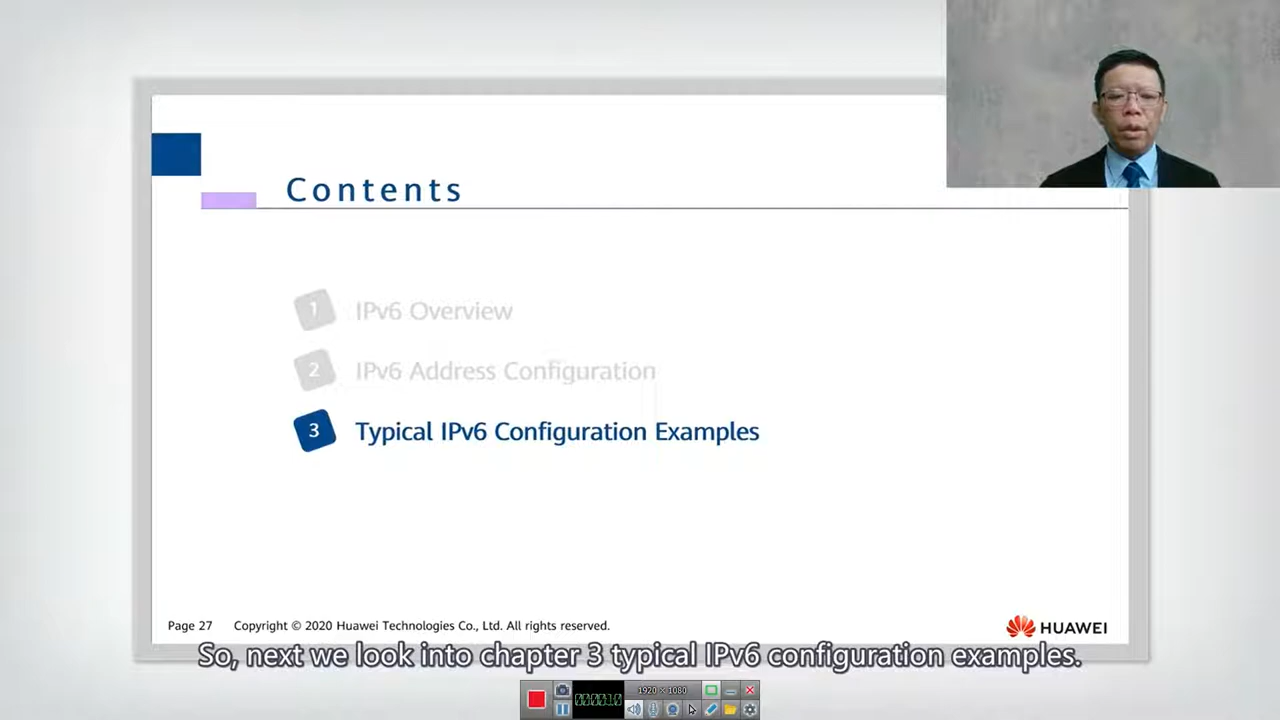 Contents
1 IPv6 Overview
2 IPv6 Address Configuration
3 Typical IPv6 Configuration Examples
Page 27 Copyright © 2020 Huawei Technologies Co., Ltd. All rights reserved.
HUAWEI
So, next we look into chapter 3 typical IPv6 configuration examples.
1920 × 1080